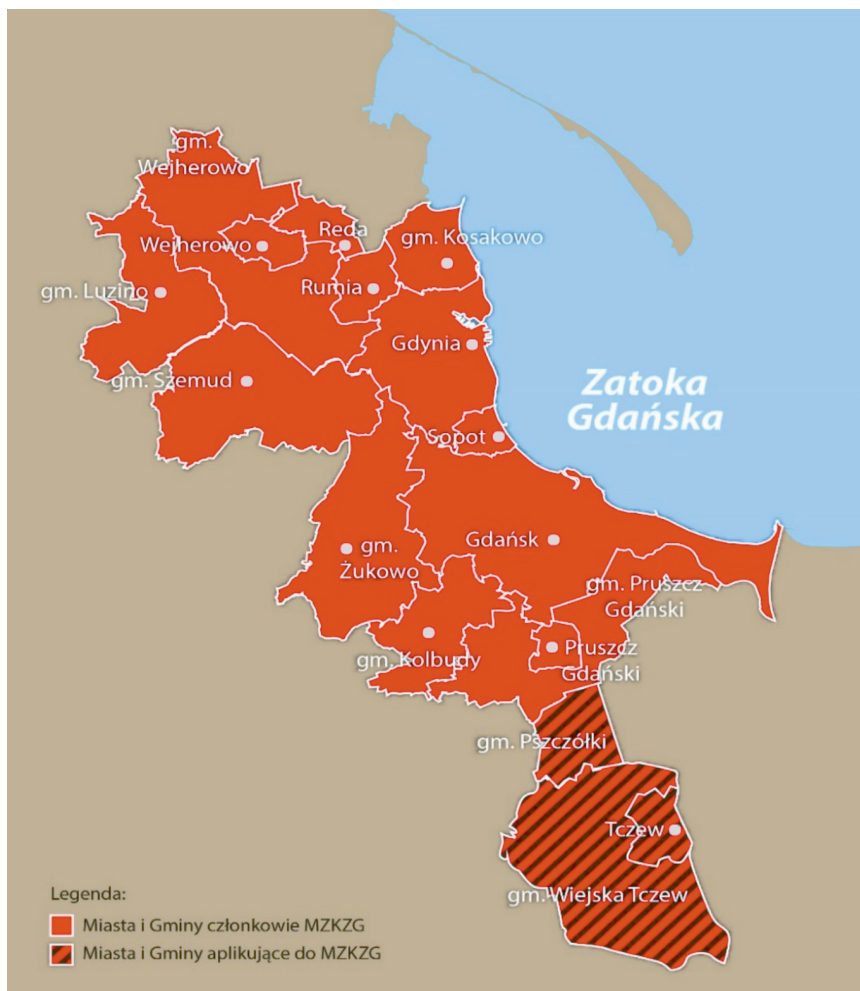 gm.
Wejherowo
Reda
Wejherowo
gm. Kosakowo
gm. Luzino
Rumia
Gdynia
gm. Szemud
Zatoka
Gdańska
Sopot
Gdańsk
gm.
Żukowo
gm. Pruszcz
Gdański
Pruszcz
Gdański
gm. Kolbudy
gm. Pszczółki
Tczew
gm.Wiejska Tczew
Legenda:
Miasta i Gminy członkowie MZKZG
Miasta i Gminy aplikujące do MZKZG